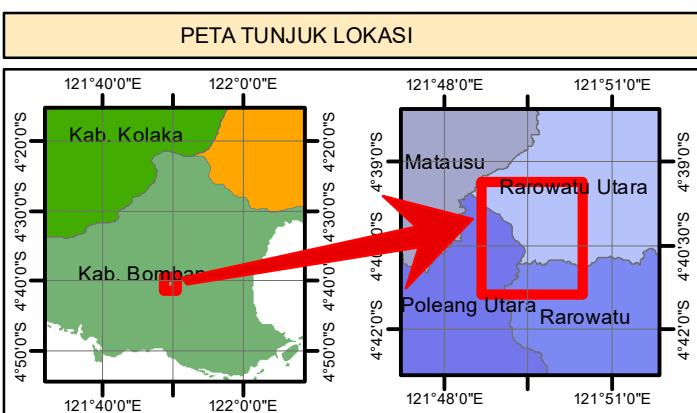 PETA TUNJUK LOKASI
121°40'0"E 122°0'0"E
4°20'0"S 4°30'0"S 4°40'0"S 4°50'0"S
Kab. Kolaka
Kab. Bomban
4°20'0"S 4°30'0"S 4°40'0"S 4°50'0"S
121°40'0"E 122°0'0"E
121°48'0"E 121°51'0"E
4°39'0"S 4°40'30"S 4°42'0"S
Matausu
Rarowatu Utara
Poleang Utara
Rarowatu
4°39'0"S 4°40'30"S 4°42'0"S
121°48'0"E 121°51'0"E